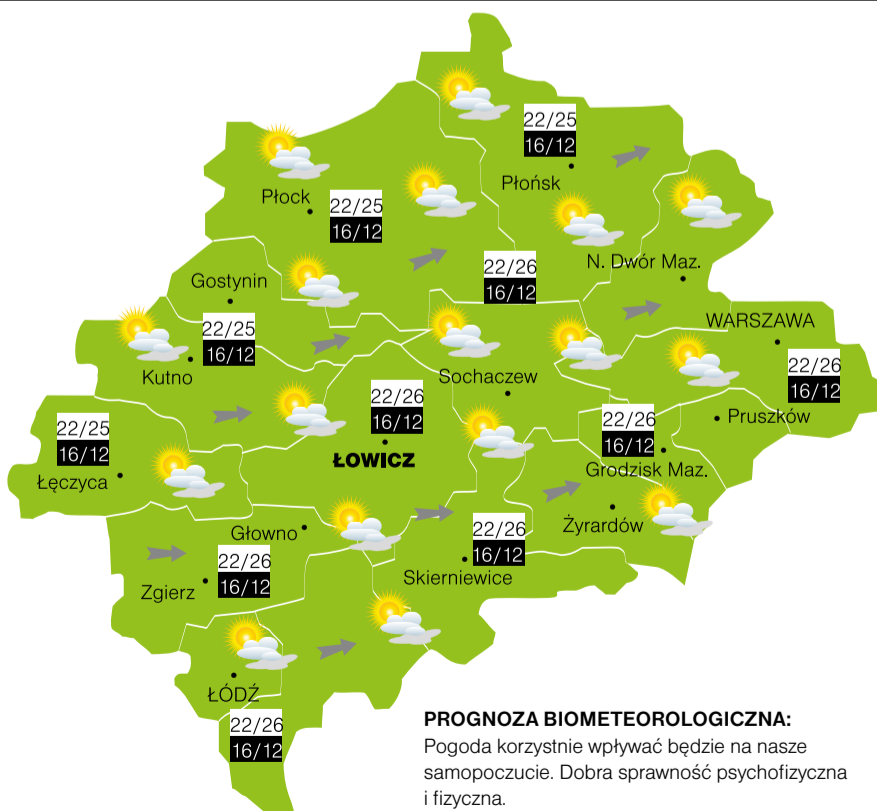 22/25
16/12
Płońsk
Płock
22/25
16/12
22/26
16/12
N. Dwór Maz.
Gostynin
22/25
16/12
Kutno
WARSZAWA
22/26
16/12
Sochaczew
22/26
16/12
ŁOWICZ
22/26
16/12
Pruszków
Grodzisk Maz.
22/25
16/12
Łęczyca
Żyrardów
Głowno
22/26
16/12
Skierniewice
22/26
16/12
Zgierz
ŁÓDŹ
22/26
16/12
PROGNOZA BIOMETEOROLOGICZNA:
Pogoda korzystnie wpływać będzie na nasze
samopoczucie. Dobra sprawność psychofizyczna
i fizyczna.